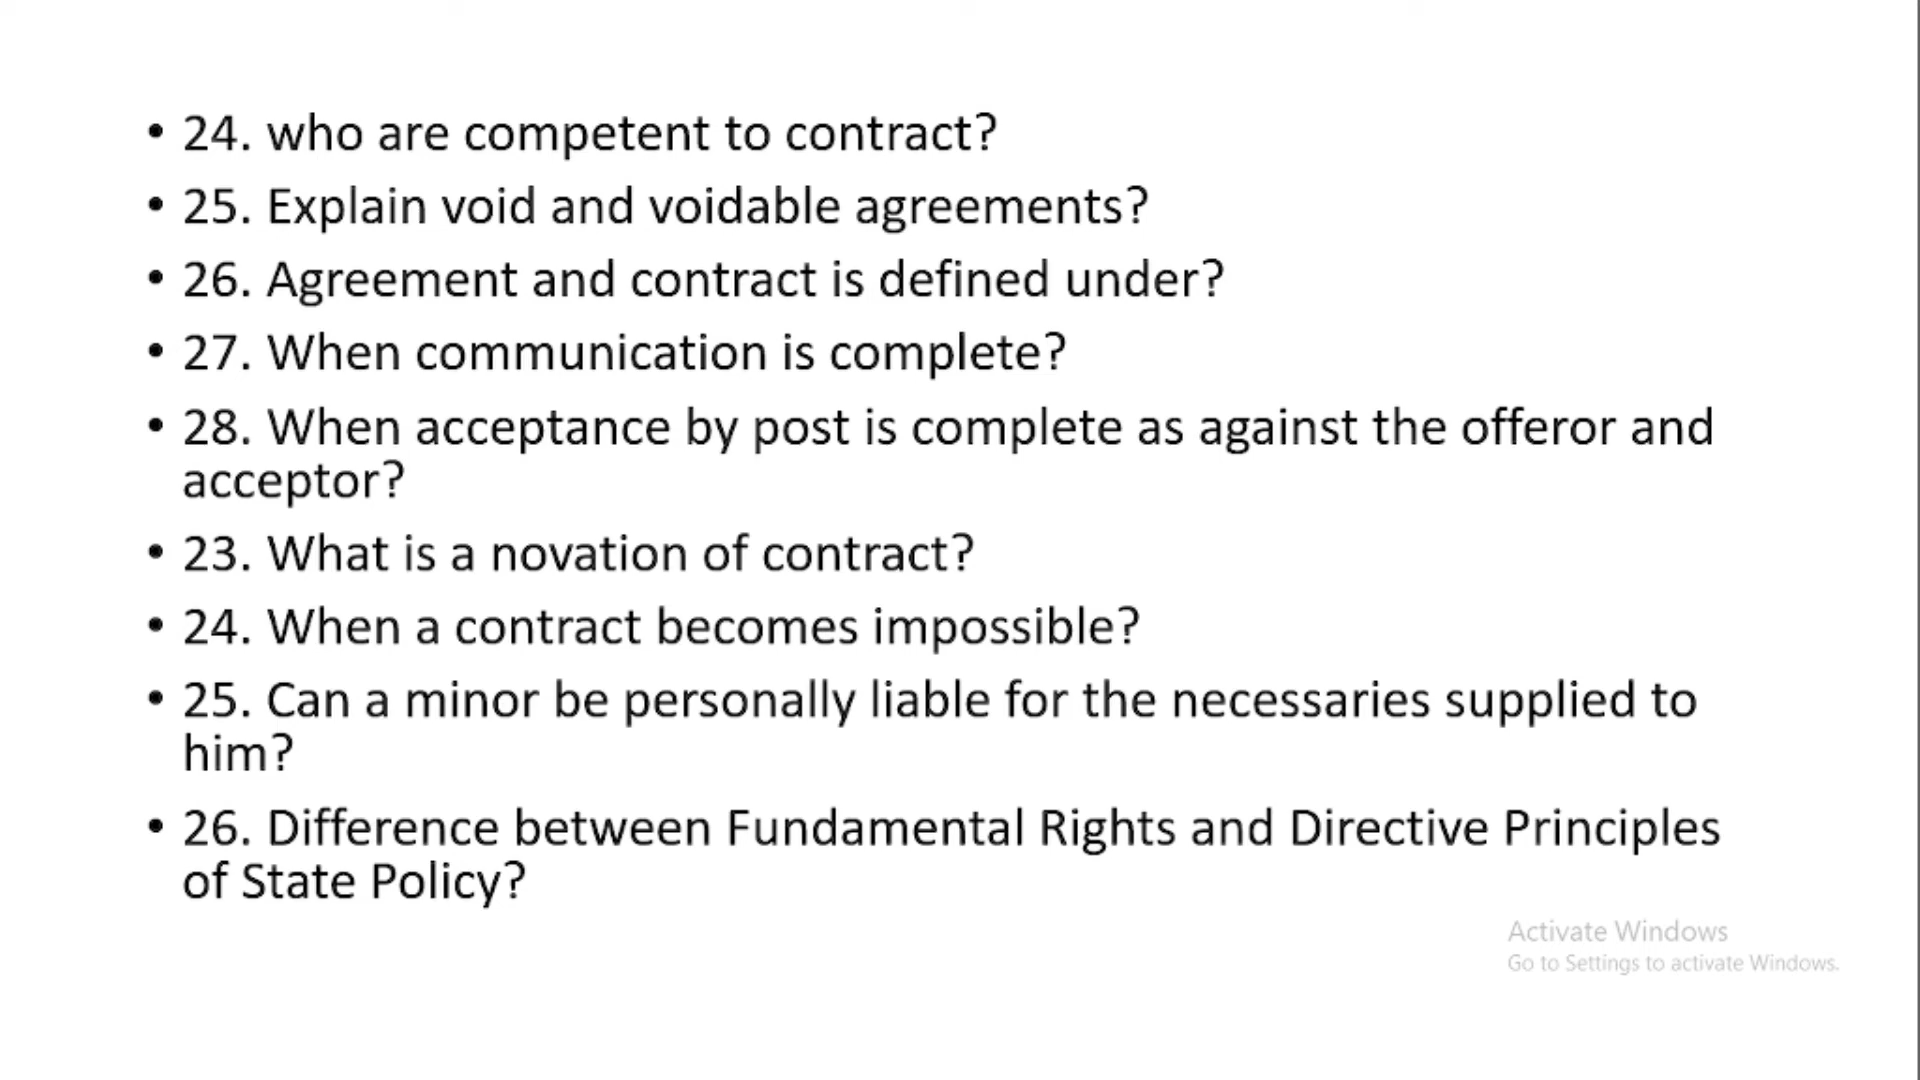 • 24. who are competent to contract?
• 25. Explain void and voidable agreements?
• 26. Agreement and contract is defined under?
• 27. When communication is complete?
• 28. When acceptance by post is complete as against the offeror and
acceptor?
• 23. What is a novation of contract?
• 24. When a contract becomes impossible?
• 25. Can a minor be personally liable for the necessaries supplied to
him?
• 26. Difference between Fundamental Rights and Directive Principles
of State Policy?
Activate Windows
Go to Settings to activate Windows.